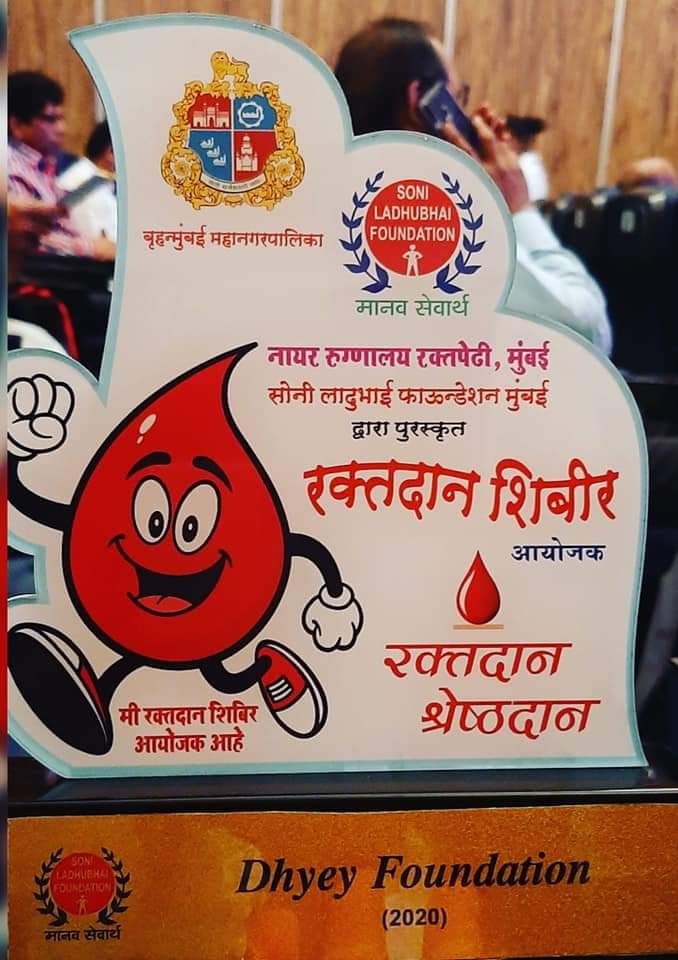 बृहन्मुंबई महानगरपालिका
SONI
LADHUBHAI
FOUNDATION
मानव सेवार्थ
नायर रुग्णालय रक्तपेढी, मुंबई
सोनी लादुभाई फाऊन्डेशन मुंबई
द्वारा पुरस्कृत
रक्तदान शिबीर
आयोजक
रक्तदान
श्रेष्ठदान
मी रक्तदान शिबिर
आयोजक आहे
SONI
LADHUBHAI
FOUNDATION
मानव सेवार्थ
Dhyey Foundation
(2020)